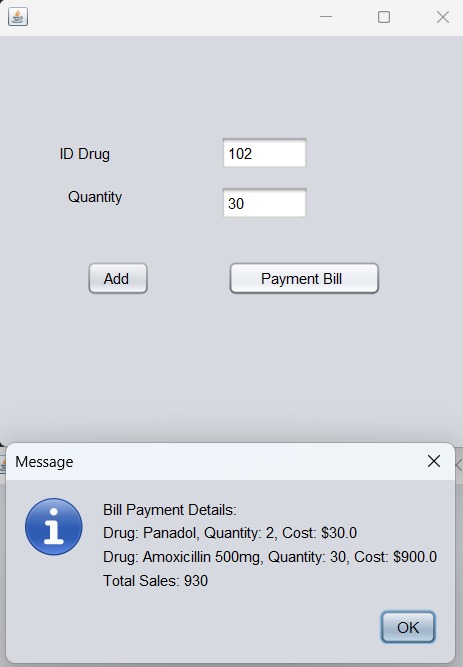 ID Drug
102
Quantity
30
Add
Payment Bill
Message
Bill Payment Details:
Drug: Panadol, Quantity: 2, Cost: $30.0
Drug: Amoxicillin 500mg, Quantity: 30, Cost: $900.0
Total Sales: 930
OK